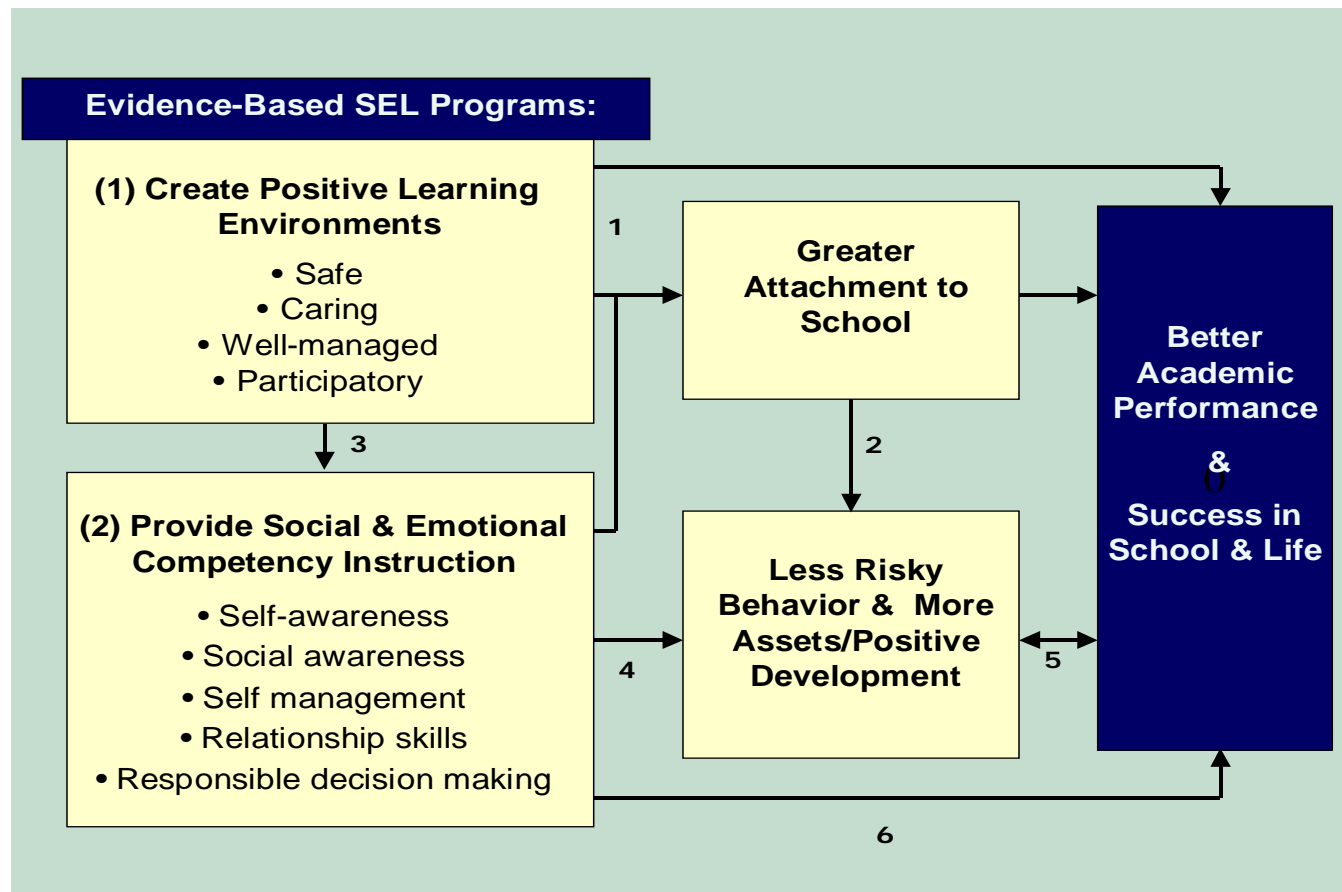 Evidence-Based SEL Programs:
(1) Create Positive Learning
Environments
• Safe
• Caring
• Well-managed
• Participatory
1
3
(2) Provide Social & Emotional
Competency Instruction
• Self-awareness
• Social awareness
• Self management
• Relationship skills
• Responsible decision making
Greater
Attachment to
School
2
4
Less Risky
Behavior & More
Assets/Positive
Development
5
6
Better
Academic
Performance
&
0
Success in
School & Life